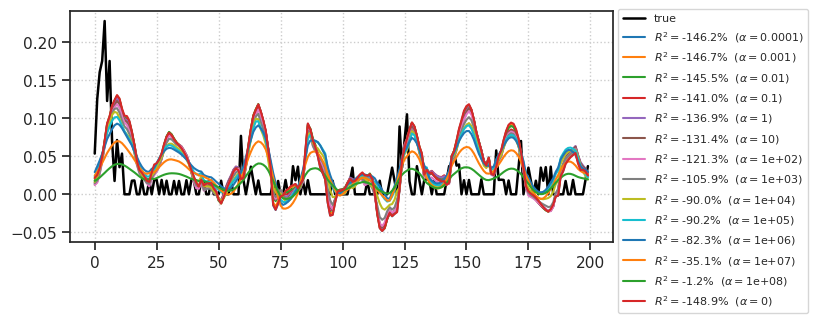 0.20
0.15
0.10
0.05
0.00
−0.05
0 25 50 75 100 125 150 175 200
true
R² = -146.2% (α = 0.0001)
R² = -146.7% (α = 0.001)
R² = -145.5% (α = 0.01)
R² = -141.0% (α = 0.1)
R² = -136.9% (α = 1)
R² = -131.4% (α = 10)
R² = -121.3% (α = 1e+02)
R² = -105.9% (α = 1e+03)
R² = -90.0% (α = 1e+04)
R² = -90.2% (α = 1e+05)
R² = -82.3% (α = 1e+06)
R² = -35.1% (α = 1e+07)
R² = -1.2% (α = 1e+08)
R² = -148.9% (α = 0)